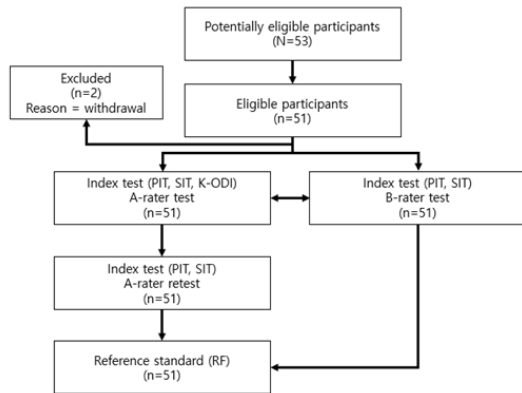 Potentially eligible participants
(N=53)
Excluded
(n=2)
Reason = withdrawal
Eligible participants
(n=51)
Index test (PIT, SIT, K-ODI)
A-rater test
(n=51)
Index test (PIT, SIT)
B-rater test
(n=51)
Index test (PIT, SIT)
A-rater retest
(n=51)
Reference standard (RF)
(n=51)